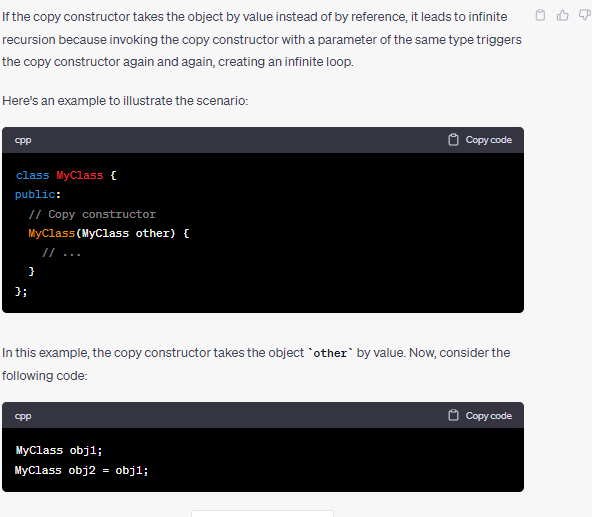 If the copy constructor takes the object by value instead of by reference, it leads to infinite
recursion because invoking the copy constructor with a parameter of the same type triggers
the copy constructor again and again, creating an infinite loop.
Here's an example to illustrate the scenario:
cpp Copy code
class MyClass {
public:
// Copy constructor
MyClass(MyClass other) {
// ...
}
};
In this example, the copy constructor takes the object `other` by value. Now, consider the
following code:
cpp Copy code
MyClass obj1;
MyClass obj2 = obj1;